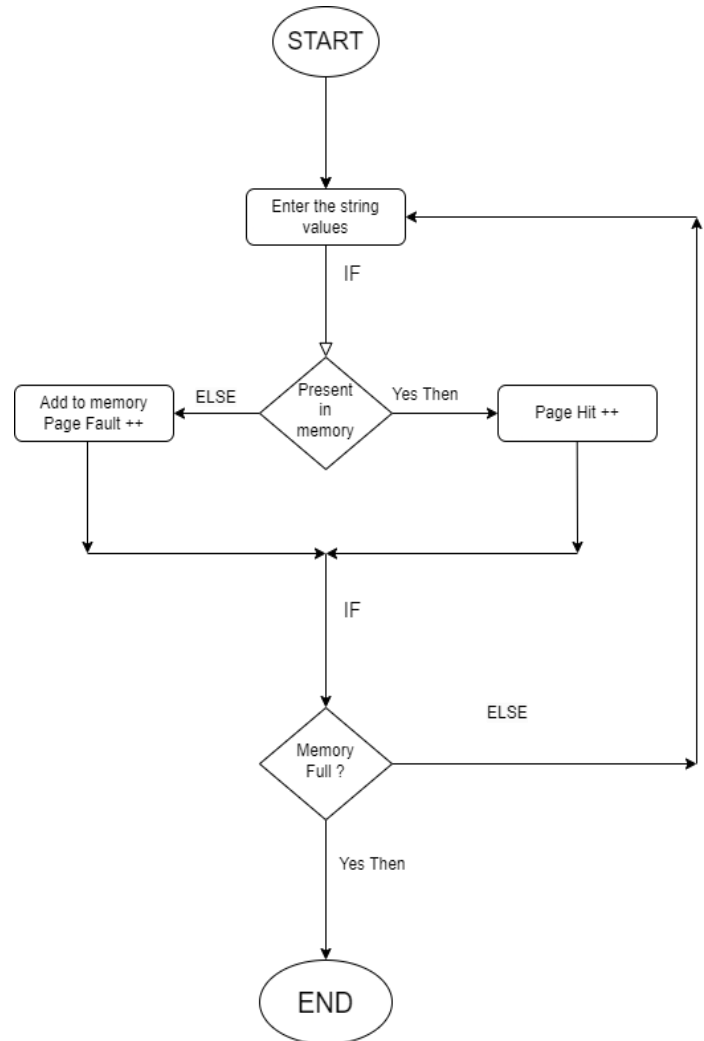 START
Enter the string
values
IF
Present
in
memory
ELSE
Add to memory
Page Fault ++
Yes Then
Page Hit ++
IF
ELSE
Memory
Full ?
Yes Then
END